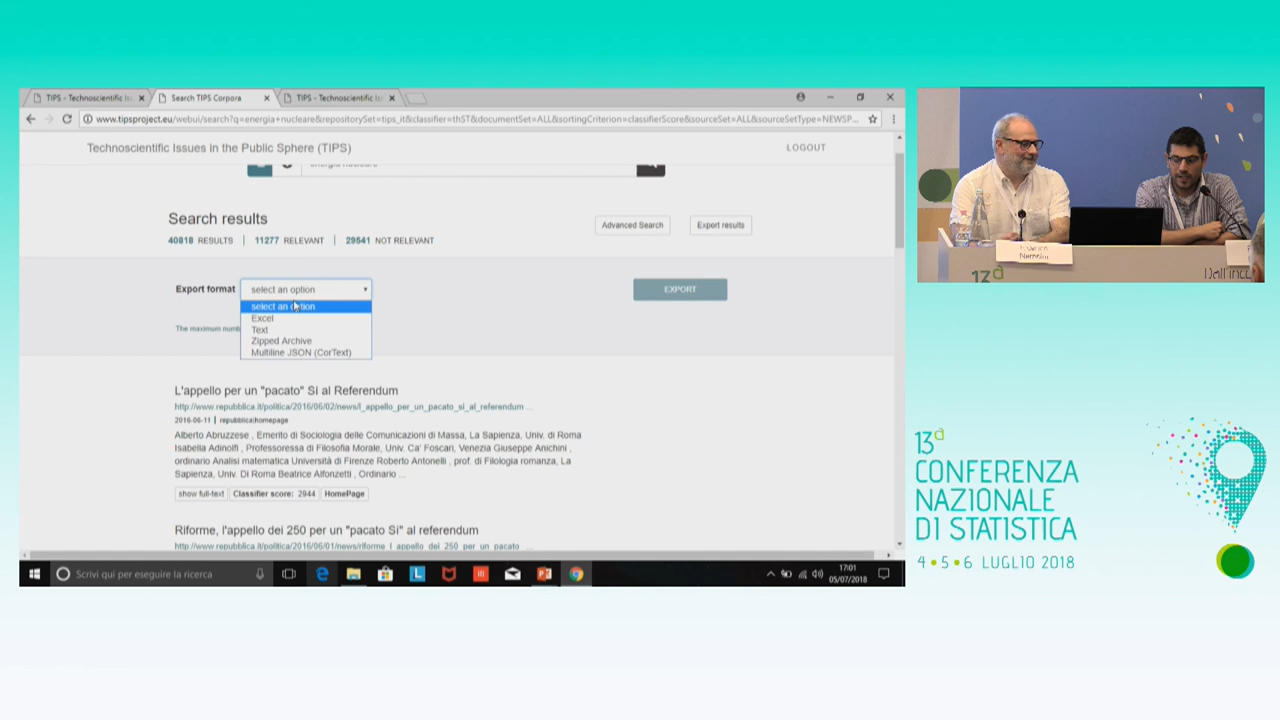 TIPS - Technoscientific Is
Search TIPS Corpora
TIPS - Technoscientific Is
www.tipsproject.eu/webui/search?q=energia+nucleare&repositorySet=tips_it&classifier=thST&documentSet=ALL&sortingCriterion=classifierScore&sourceSet=ALL&sourceSetType=NEWSP...
Technoscientific Issues in the Public Sphere (TIPS)
LOGOUT
energia nucleare
Search results
Advanced Search
Export results
40818 RESULTS | 11277 RELEVANT | 29541 NOT RELEVANT
Export format
select an option
EXPORT
select an option
Excel
Text
Zipped Archive
Multiline JSON (CorText)
The maximum
L'appello per un "pacato" Si al Referendum
http://www.repubblica.it/politica/2016/06/02/news/l_appello_per_un_pacato_si_al_referendum ...
2016-06-11 | repubblica/homepage
Alberto Abruzzese , Emerito di Sociologia delle Comunicazioni di Massa, La Sapienza, Univ. di Roma
Isabella Adinolfi , Professoressa di Filosofia Morale, Univ. Ca' Foscari, Venezia Giuseppe Anichini ,
ordinario Analisi matematica Università di Firenze Roberto Antonelli , prof. di Filologia romanza, La
Sapienza, Univ. Di Roma Beatrice Alfonzetti , Ordinario ...
show full-text
Classifier score: 2944
HomePage
Riforme, l'appello dei 250 per un "pacato Si" al referendum
http://www.repubblica.it/politica/2016/06/01/news/riforme_l_appello_dei_250_per_un_pacato ...
Scrivi qui per eseguire la ricerca
17:01
05/07/2018
13a
Dall'inc
13a
CONFERENZA
NAZIONALE
DI STATISTICA
4 • 5 • 6 LUGLIO 2018